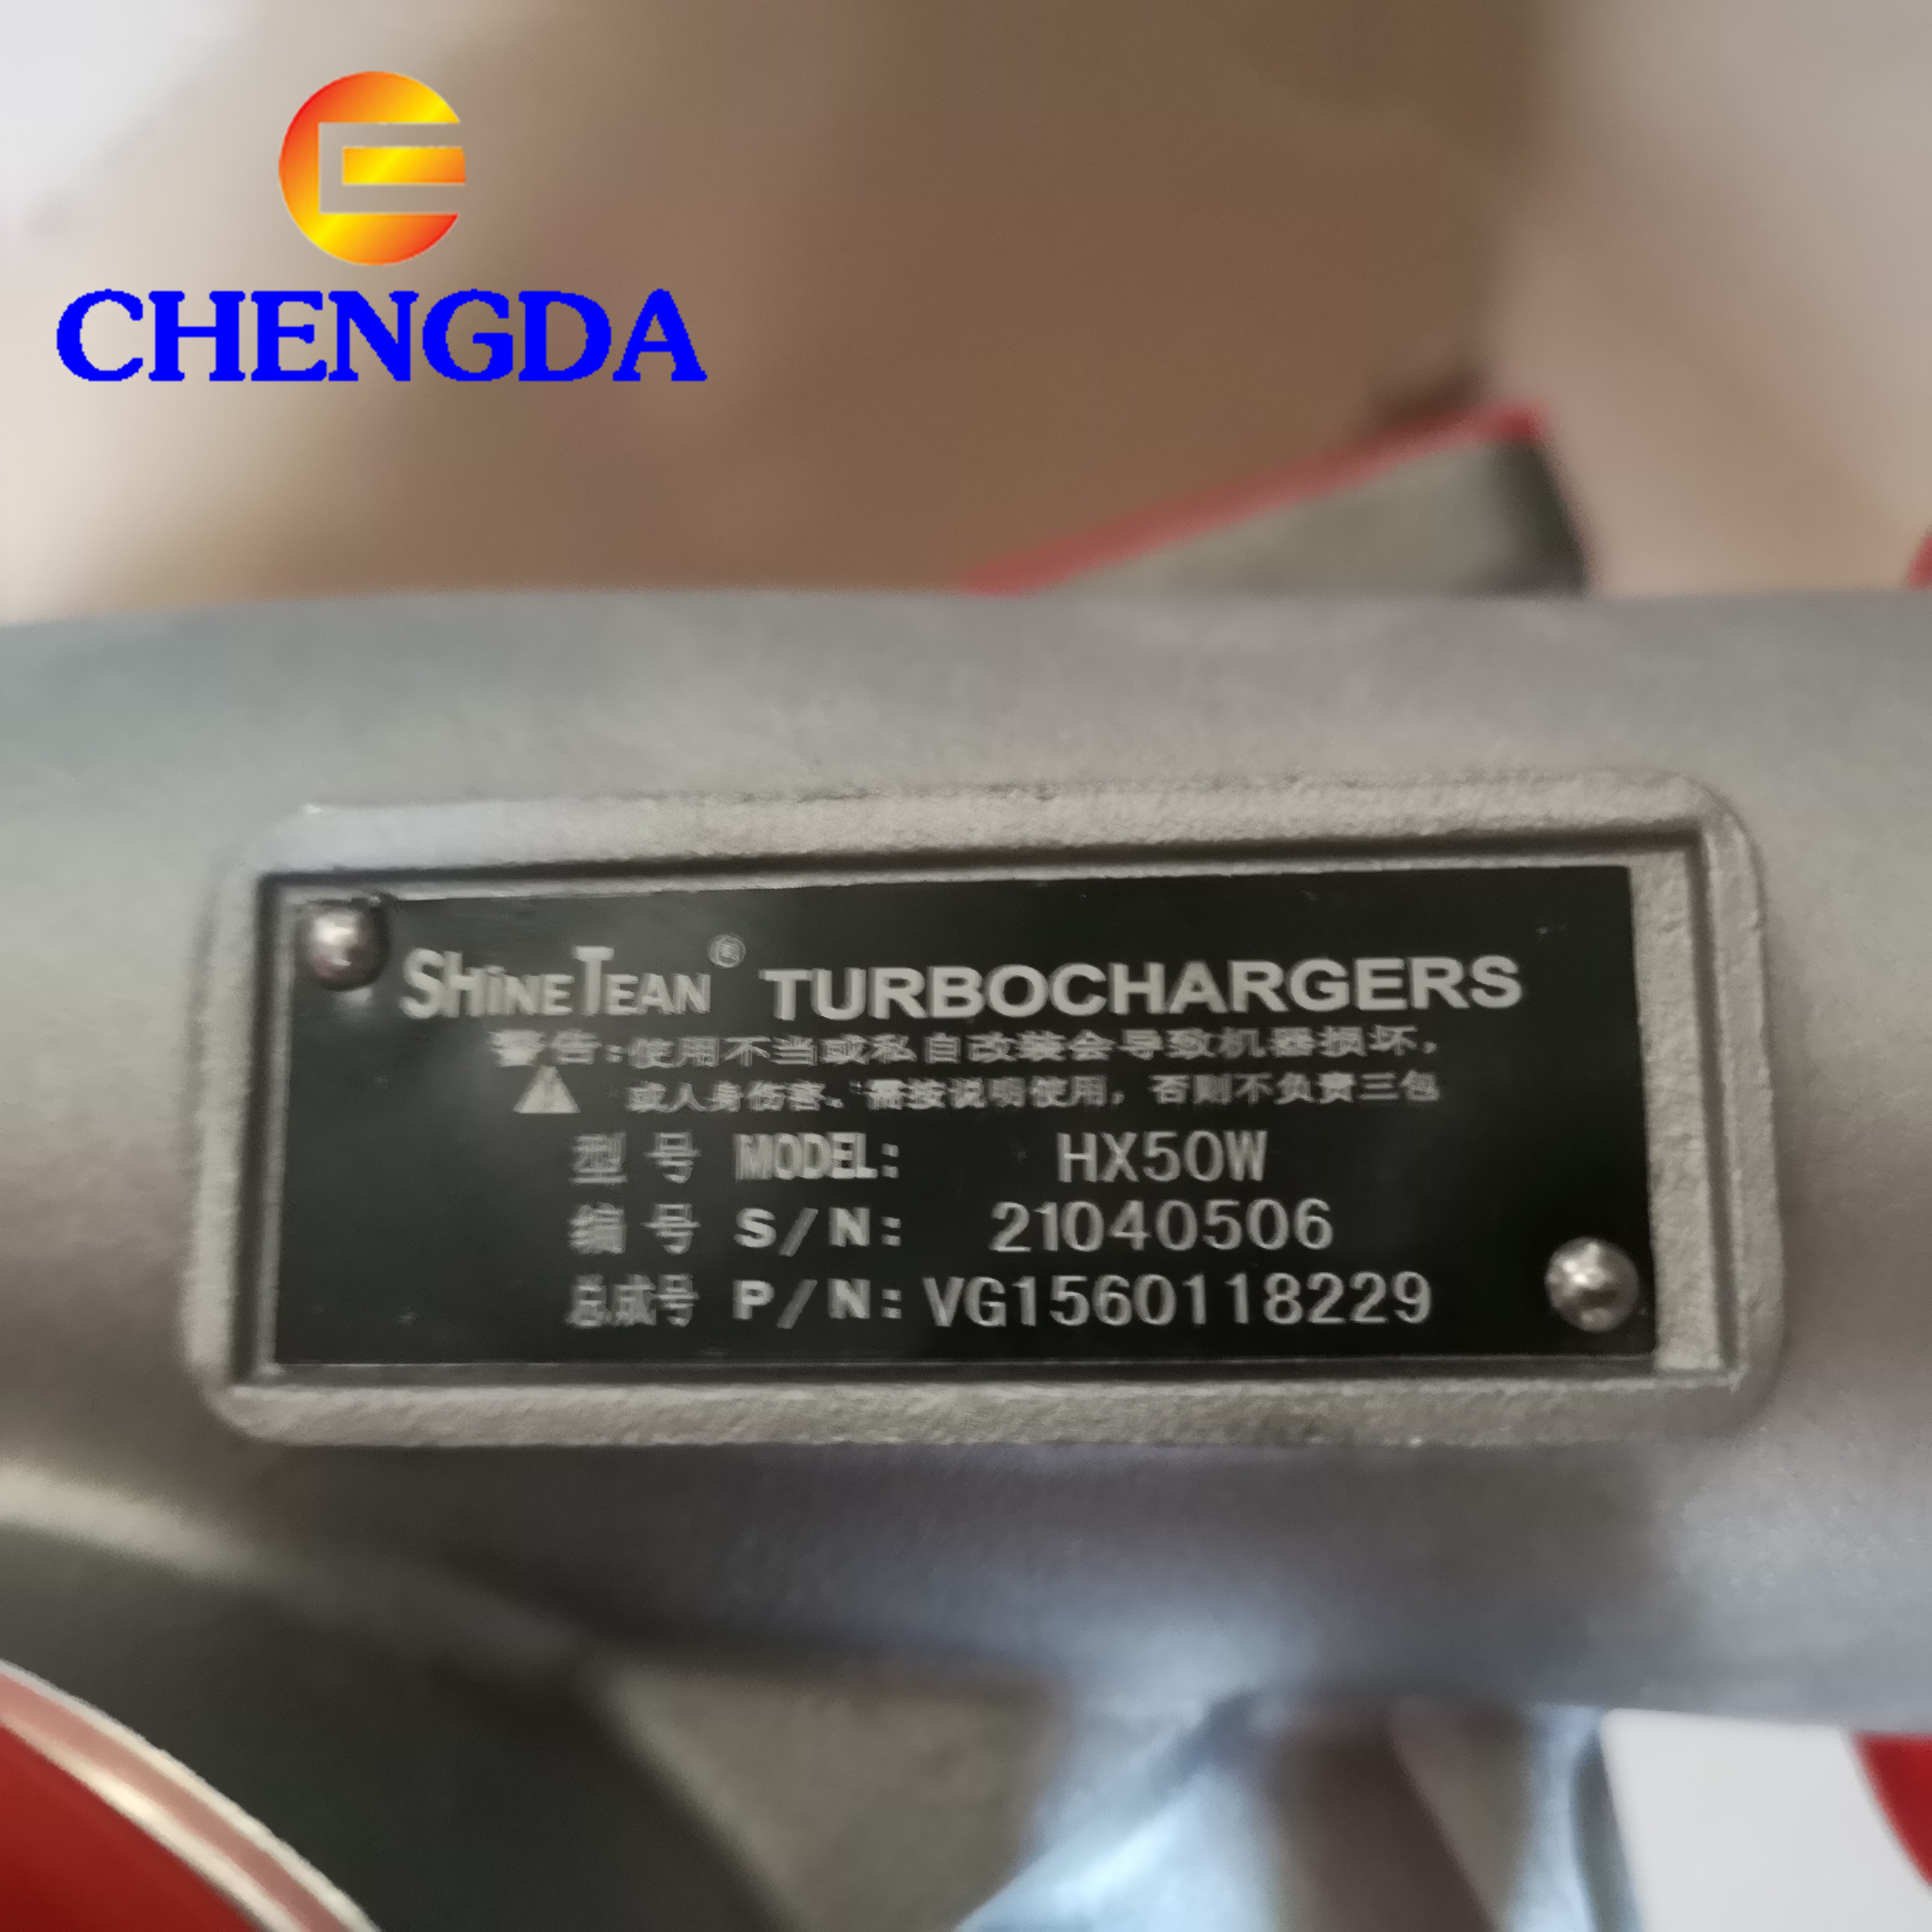 CHENGDA
SHINETEAN® TURBOCHARGERS
警告:使用不当或私自改装会导致机器损坏,
或人身伤害、需按说明使用,否则不负责三包
型号 MODEL: HX50W
编号 S/N: 21040506
总成号 P/N: VG1560118229